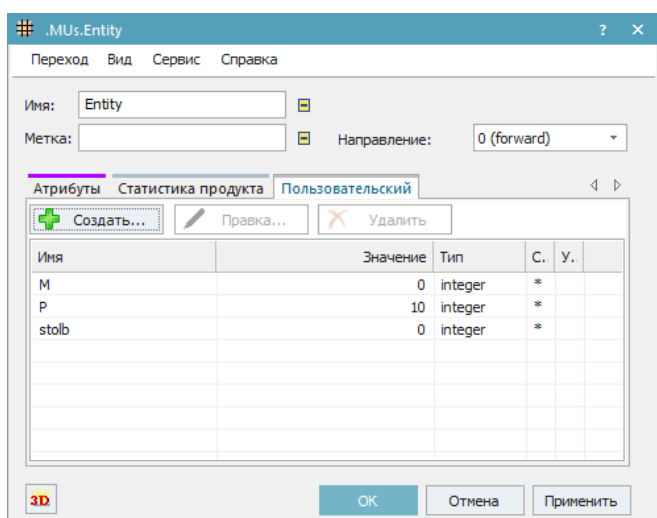 .MUs.Entity ? ×
Переход Вид Сервис Справка
Имя: Entity
Метка: Направление: 0 (forward)
Атрибуты Статистика продукта Пользовательский
Создать... Правка... Удалить
Имя Значение Тип С.. У..
M 0 integer *
P 10 integer *
stolb 0 integer *
3D OK Отмена Применить